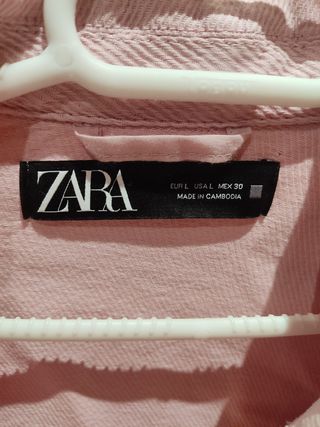 ZARA
EUR L USA L MEX 30
MADE IN CAMBODIA